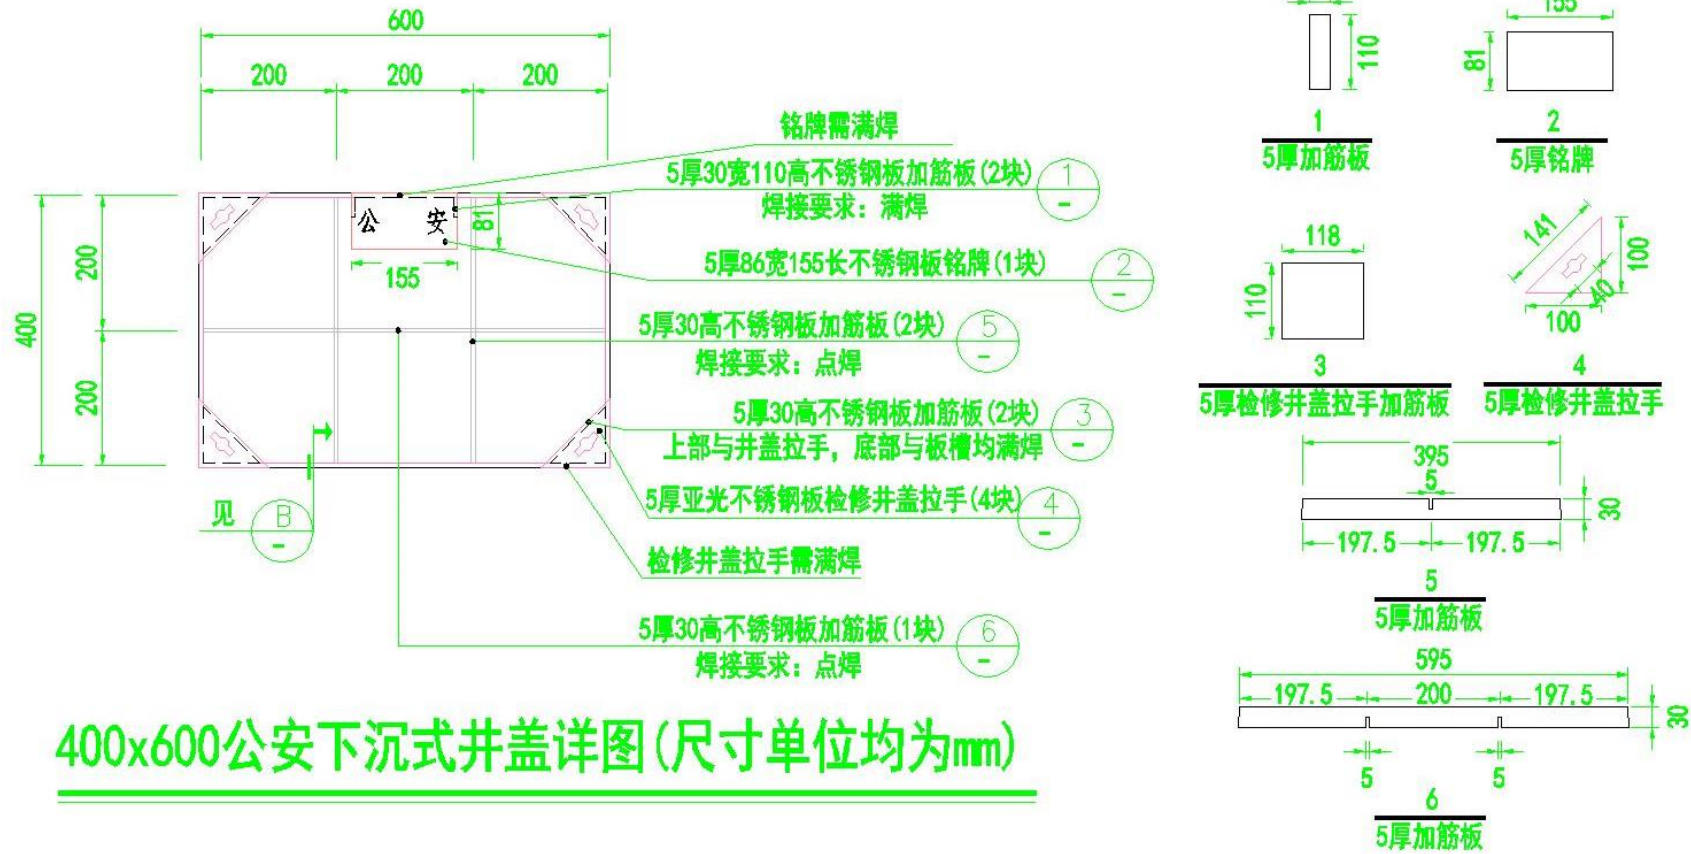 600
200
200
200
铭牌需满焊
5厚30宽110高不锈钢板加筋板(2块)
1
-
焊接要求：满焊
公 安
81
155
5厚86宽155长不锈钢板铭牌(1块)
2
-
400
200
200
5厚30高不锈钢板加筋板(2块)
5
-
焊接要求：点焊
5厚30高不锈钢板加筋板(2块)
3
-
上部与井盖拉手，底部与板槽均满焊
5厚亚光不锈钢板检修井盖拉手(4块)
4
-
见
B
-
检修井盖拉手需满焊
5厚30高不锈钢板加筋板(1块)
6
-
焊接要求：点焊
400x600公安下沉式井盖详图(尺寸单位均为mm)
110
1
5厚加筋板
155
81
2
5厚铭牌
118
110
3
5厚检修井盖拉手加筋板
141
100
40
100
4
5厚检修井盖拉手
395
5
30
197.5
197.5
5
5厚加筋板
595
197.5
200
197.5
30
5
5
6
5厚加筋板